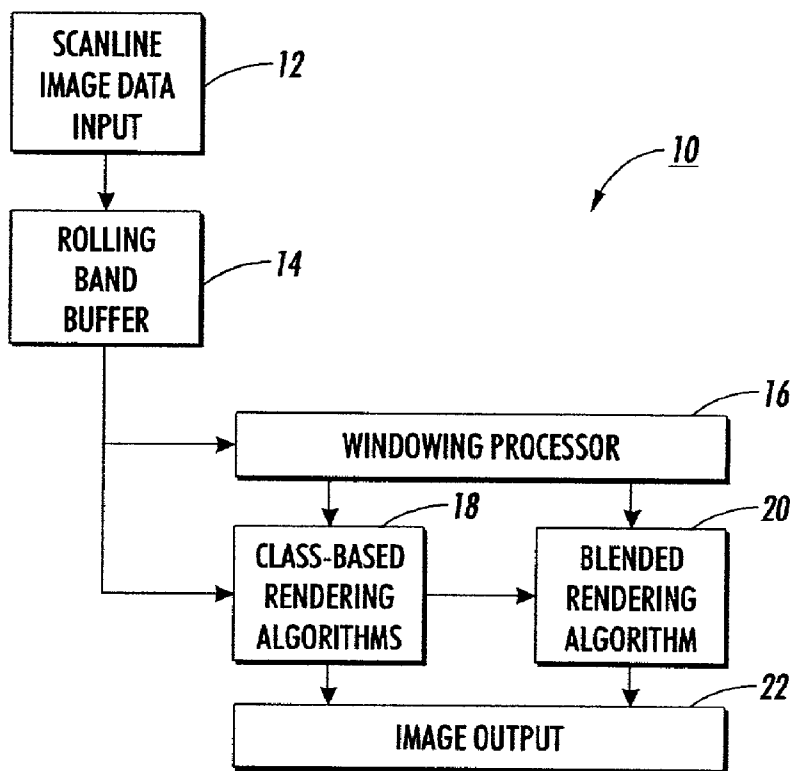 SCANLINE
IMAGE DATA
INPUT
12
10
ROLLING
BAND
BUFFER
14
16
WINDOWING PROCESSOR
18
20
CLASS-BASED
RENDERING
ALGORITHMS
BLENDED
RENDERING
ALGORITHM
22
IMAGE OUTPUT